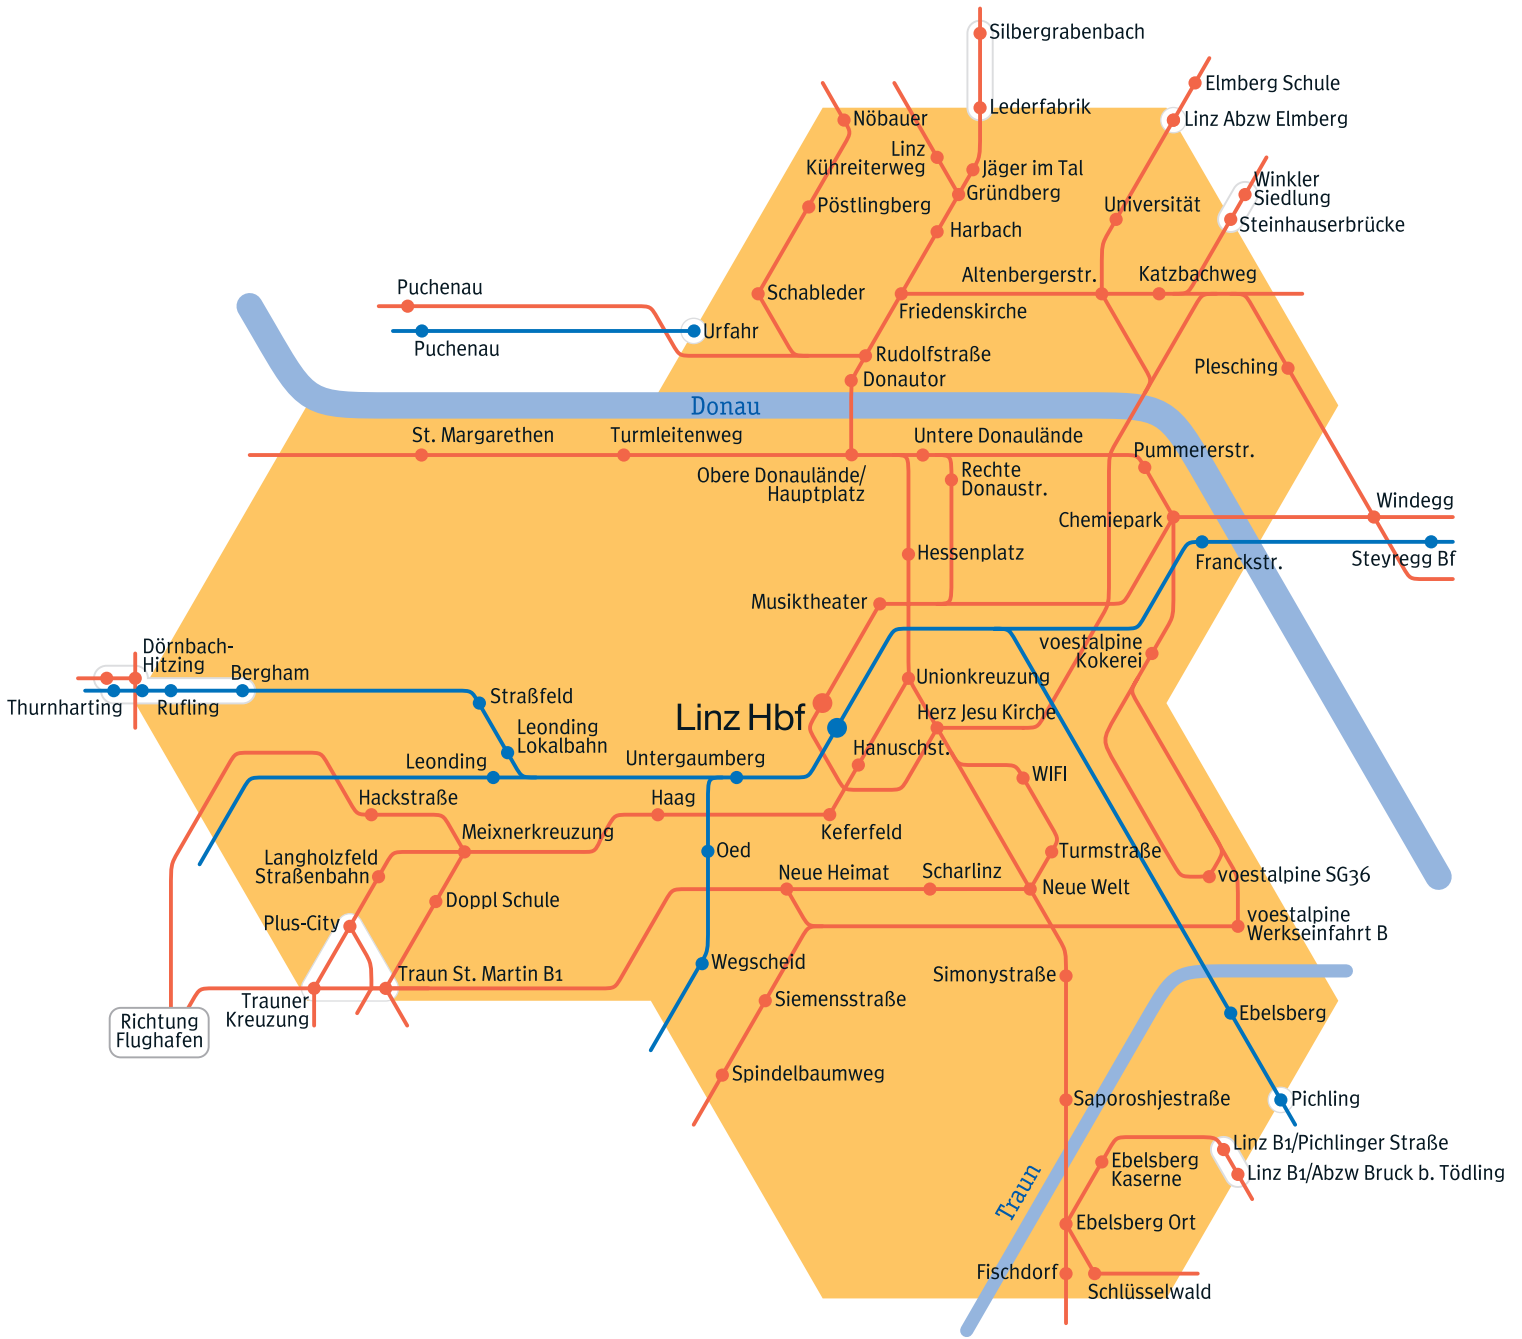 Silbergrabenbach
Elmberg Schule
Lederfabrik
Nöbauer
Linz Abzw Elmberg
Linz
Kühreiterweg
Jäger im Tal
Winkler
Siedlung
Gründberg
Pöstlingberg
Universität
Steinhauserbrücke
Harbach
Altenbergerstr.
Katzbachweg
Puchenau
Schableder
Friedenskirche
Urfahr
Puchenau
Rudolfstraße
Plesching
Donautor
Donau
St. Margarethen
Turmleitenweg
Untere Donaulände
Pummererstr.
Obere Donaulände/
Hauptplatz
Rechte
Donaustr.
Windegg
Chemiepark
Hessenplatz
Franckstr.
Steyregg Bf
Musiktheater
Dörnbach-
Hitzing
voestalpine
Kokerei
Bergham
Unionkreuzung
Thurnharting
Rufling
Straßfeld
Linz Hbf
Herz Jesu Kirche
Leonding
Lokalbahn
Hanuschst.
Leonding
Untergaumberg
WIFI
Hackstraße
Haag
Meixnerkreuzung
Keferfeld
Langholzfeld
Straßenbahn
Oed
Turmstraße
Neue Heimat
Scharlinz
Neue Welt
voestalpine SG36
Doppl Schule
Plus-City
voestalpine
Werkseinfahrt B
Traun St. Martin B1
Wegscheid
Simonystraße
Trauner
Kreuzung
Siemensstraße
Richtung
Flughafen
Ebelsberg
Spindelbaumweg
Saporoshjestraße
Pichling
Linz B1/Pichlinger Straße
Ebelsberg
Kaserne
Linz B1/Abzw Bruck b. Tödling
Traun
Ebelsberg Ort
Fischdorf
Schlüsselwald